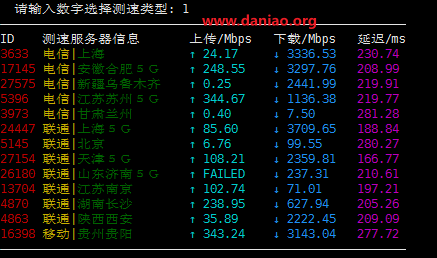 请输入数字选择测速类型: 1
www.daniao.org
ID 测速服务器信息 上传/Mbps 下载/Mbps 延迟/ms
3633 电信|上海 ↑ 24.17 ↓ 3336.53 230.74
17145 电信|安徽合肥５Ｇ ↑ 248.55 ↓ 3297.76 208.99
27575 电信|新疆乌鲁木齐 ↑ 0.25 ↓ 2441.99 219.91
5396 电信|江苏苏州５Ｇ ↑ 344.67 ↓ 1136.38 219.77
3973 电信|甘肃兰州 ↑ 0.40 ↓ 7.50 281.28
24447 联通|上海５Ｇ ↑ 85.60 ↓ 3709.65 188.84
5145 联通|北京 ↑ 6.76 ↓ 99.55 280.27
27154 联通|天津５Ｇ ↑ 108.21 ↓ 2359.81 166.77
26180 联通|山东济南５Ｇ ↑ FAILED ↓ 237.31 210.61
13704 联通|江苏南京 ↑ 102.74 ↓ 71.01 197.21
4870 联通|湖南长沙 ↑ 238.95 ↓ 627.94 205.26
4863 联通|陕西西安 ↑ 35.89 ↓ 2222.45 209.09
16398 移动|贵州贵阳 ↑ 343.24 ↓ 3143.04 277.72